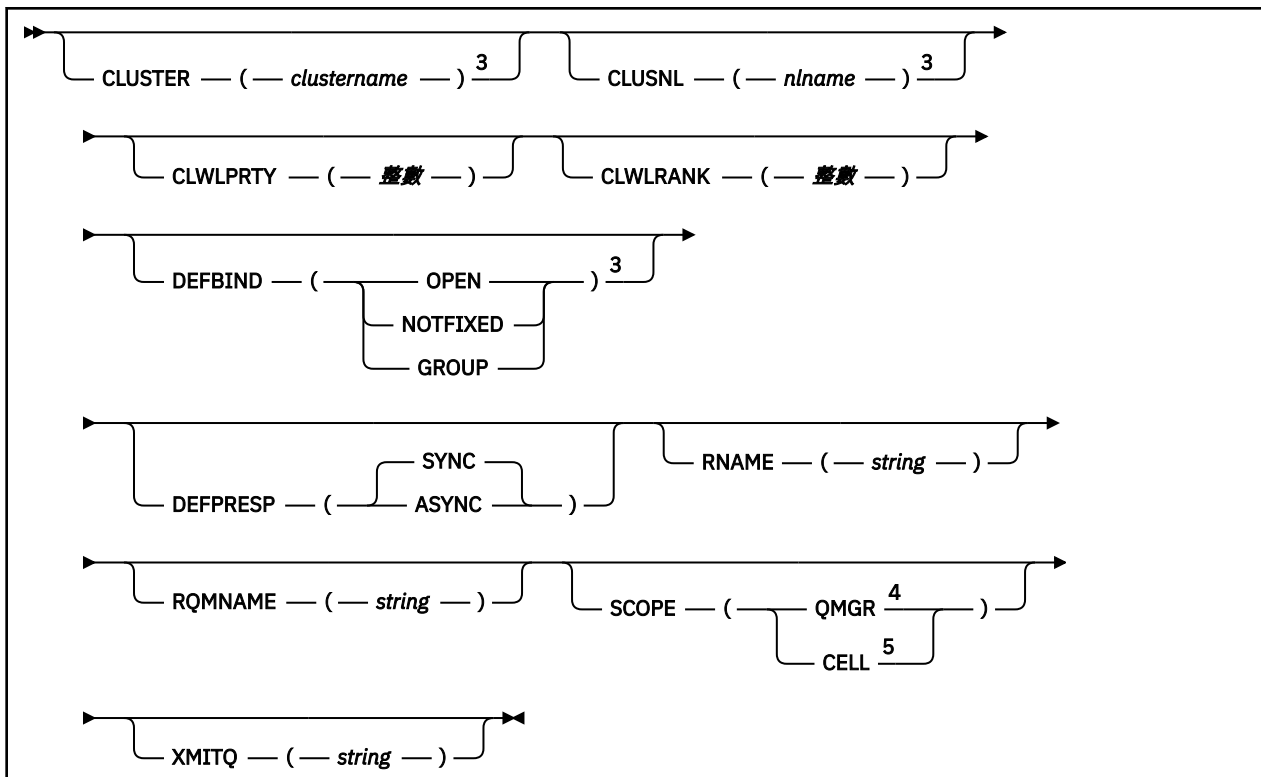 CLUSTER ( clustername ) 3 CLUSNL ( nlname ) 3
CLWLPRTY ( 整數 ) CLWLRANK ( 整數 )
DEFBIND ( OPEN ) 3
NOTFIXED
GROUP
SYNC
DEFPRESP ( ASYNC ) RNAME ( string )
RQMNAME ( string ) SCOPE ( QMGR 4 )
CELL 5
XMITQ ( string )